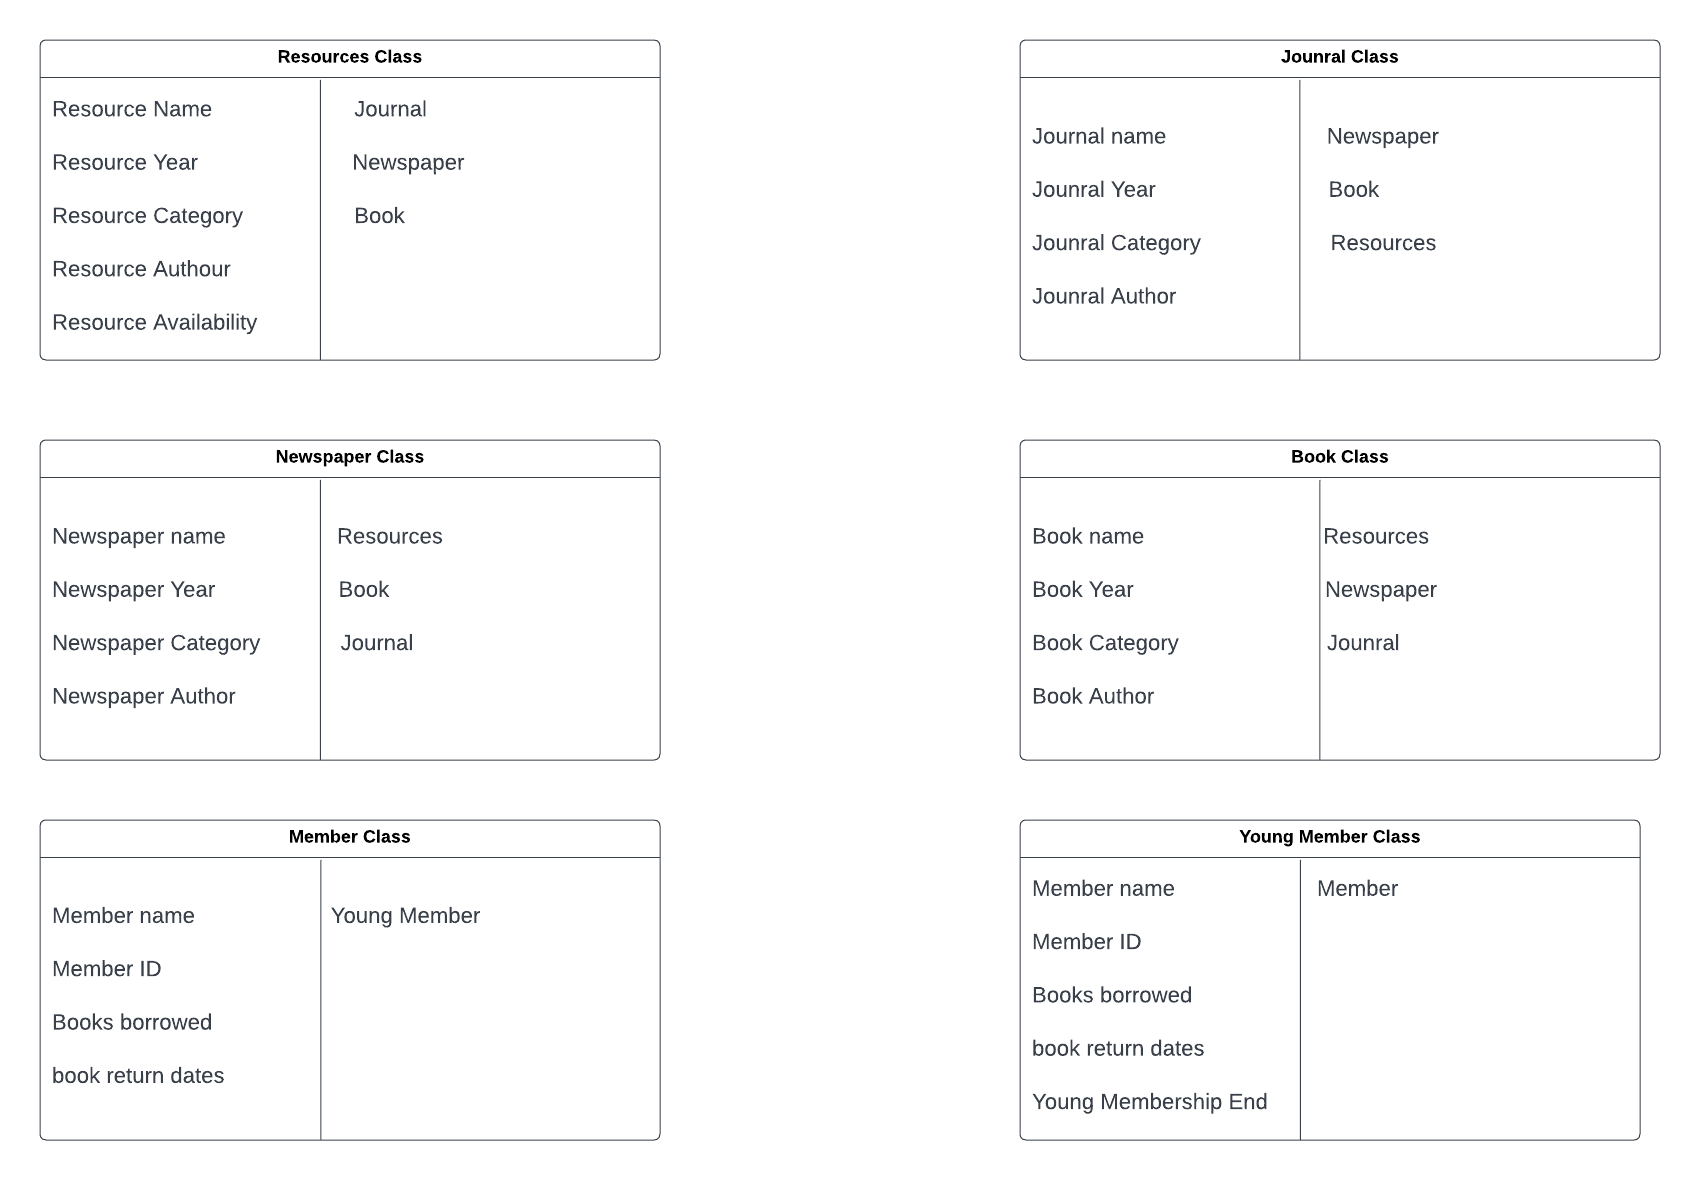 Resources Class
Resource Name
Resource Year
Resource Category
Resource Authour
Resource Availability
Journal
Newspaper
Book
Jounral Class
Journal name
Jounral Year
Jounral Category
Jounral Author
Newspaper
Book
Resources
Newspaper Class
Newspaper name
Newspaper Year
Newspaper Category
Newspaper Author
Resources
Book
Journal
Book Class
Book name
Book Year
Book Category
Book Author
Resources
Newspaper
Jounral
Member Class
Member name
Member ID
Books borrowed
book return dates
Young Member
Young Member Class
Member name
Member ID
Books borrowed
book return dates
Young Membership End
Member